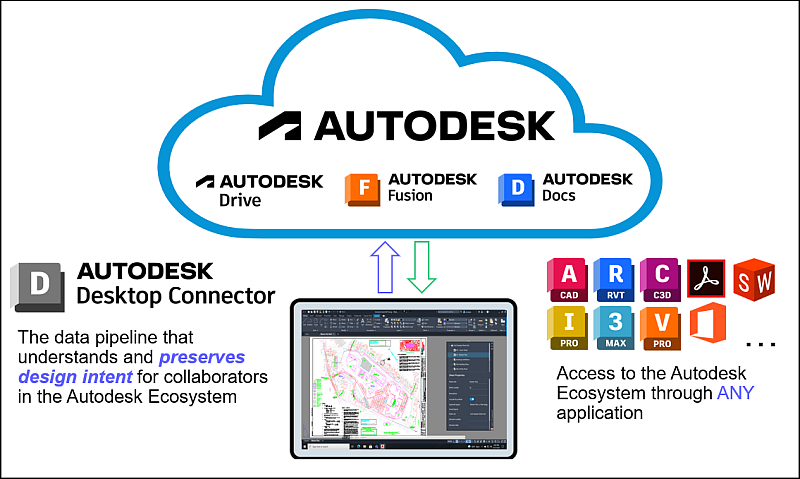 AUTODESK
AUTODESK
Drive
F
AUTODESK
Fusion
D
AUTODESK
Docs
D
AUTODESK
Desktop Connector
The data pipeline that
understands and preserves
design intent for collaborators
in the Autodesk Ecosystem
A
CAD
R
RVT
C
C3D
SW
I
PRO
3
MAX
V
PRO
...
Access to the Autodesk
Ecosystem through ANY
application